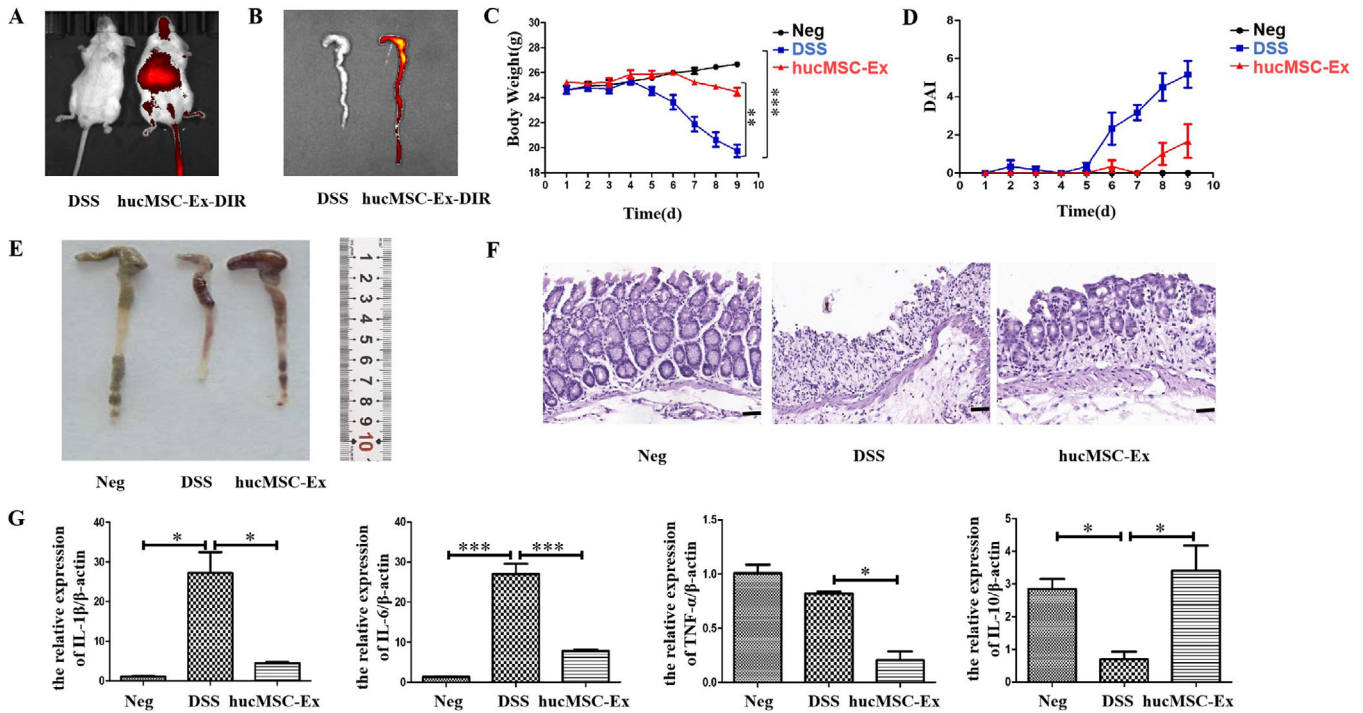 A
DSS hucMSC-Ex-DIR
B
DSS hucMSC-Ex-DIR
C
Body Weight(g)
30
28
26
24
22
20
18
0 1 2 3 4 5 6 7 8 9 10
Time(d)
Neg
DSS
hucMSC-Ex
**
***
D
DAI
8
6
4
2
0
0 1 2 3 4 5 6 7 8 9 10
Time(d)
Neg
DSS
hucMSC-Ex
E
1
2
3
4
5
6
7
8
9
10
Neg DSS hucMSC-Ex
F
Neg DSS hucMSC-Ex
G
the relative expression
of IL-1β/β-actin
40
30
20
10
0
* *
Neg DSS hucMSC-Ex
the relative expression
of IL-6/β-actin
40
30
20
10
0
*** ***
Neg DSS hucMSC-Ex
the relative expression
of TNF-α/β-actin
1.5
1.0
0.5
0.0
*
Neg DSS hucMSC-Ex
the relative expression
of IL-10/β-actin
5
4
3
2
1
0
* *
Neg DSS hucMSC-Ex